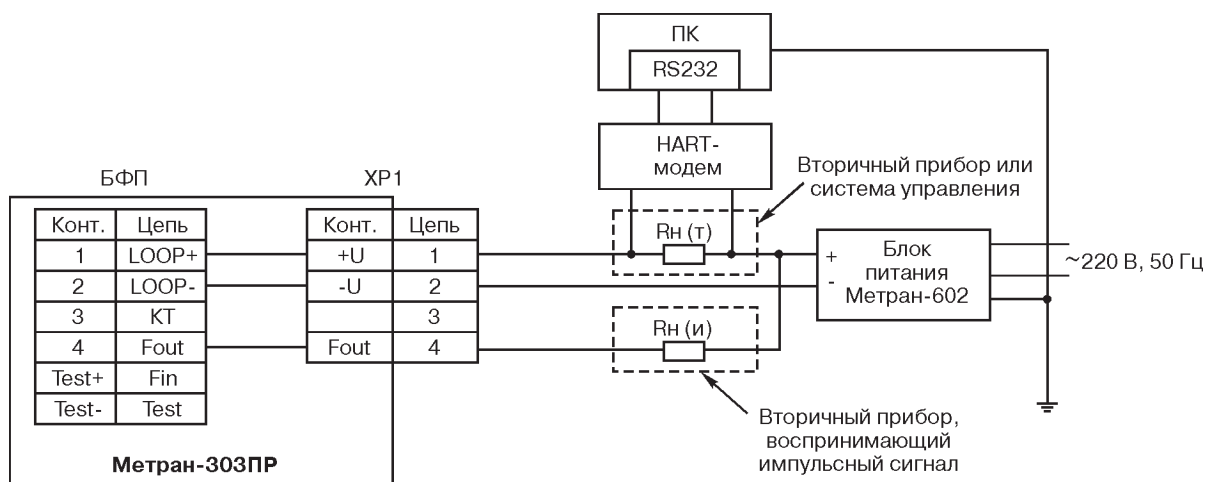 ПК
RS232
HART-
модем
Вторичный прибор или
система управления
БФП
ХР1
Конт. Цепь
1 LOOP+
2 LOOP-
3 КТ
4 Fout
Test+ Fin
Test- Test
Конт. Цепь
+U 1
-U 2
3
Fout 4
Rн (т)
Rн (и)
+
-
Блок
питания
Метран-602
~220 В, 50 Гц
Вторичный прибор,
воспринимающий
импульсный сигнал
Метран-303ПР